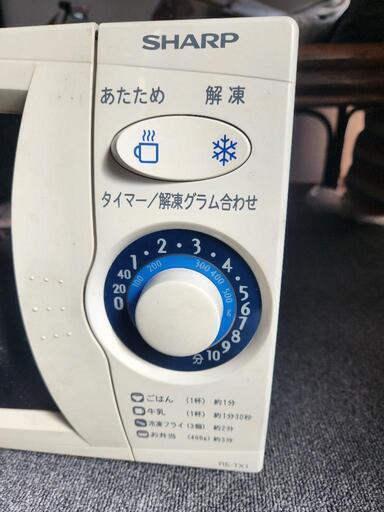 SHARP
あたため 解凍
タイマー／解凍グラム合わせ
0 20 40 1・2・3・4・5 6 7 8 9 10分
100 200 300 400 500 g
ごはん (1杯) 約1分
牛乳 (1杯) 約1分30秒
冷凍フライ (3個) 約2分
お弁当 (400g) 約3分
RE-TX1